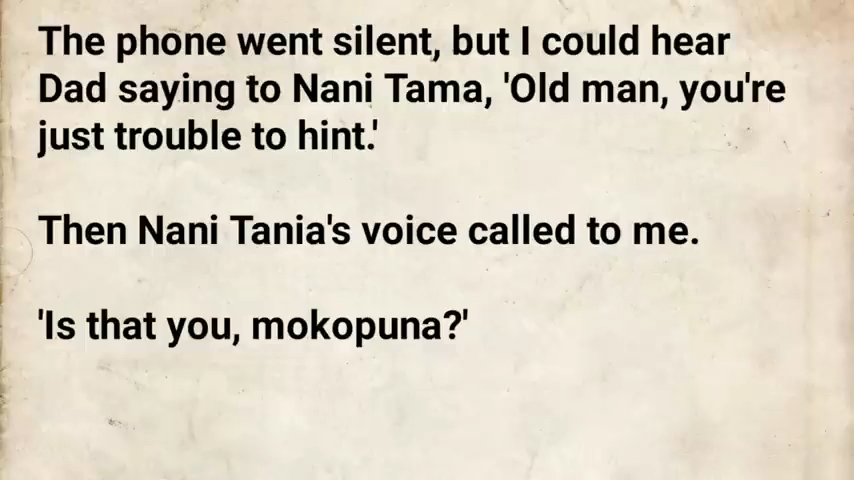 The phone went silent, but I could hear
Dad saying to Nani Tama, 'Old man, you're
just trouble to hint.'
Then Nani Tania's voice called to me.
'Is that you, mokopuna?'